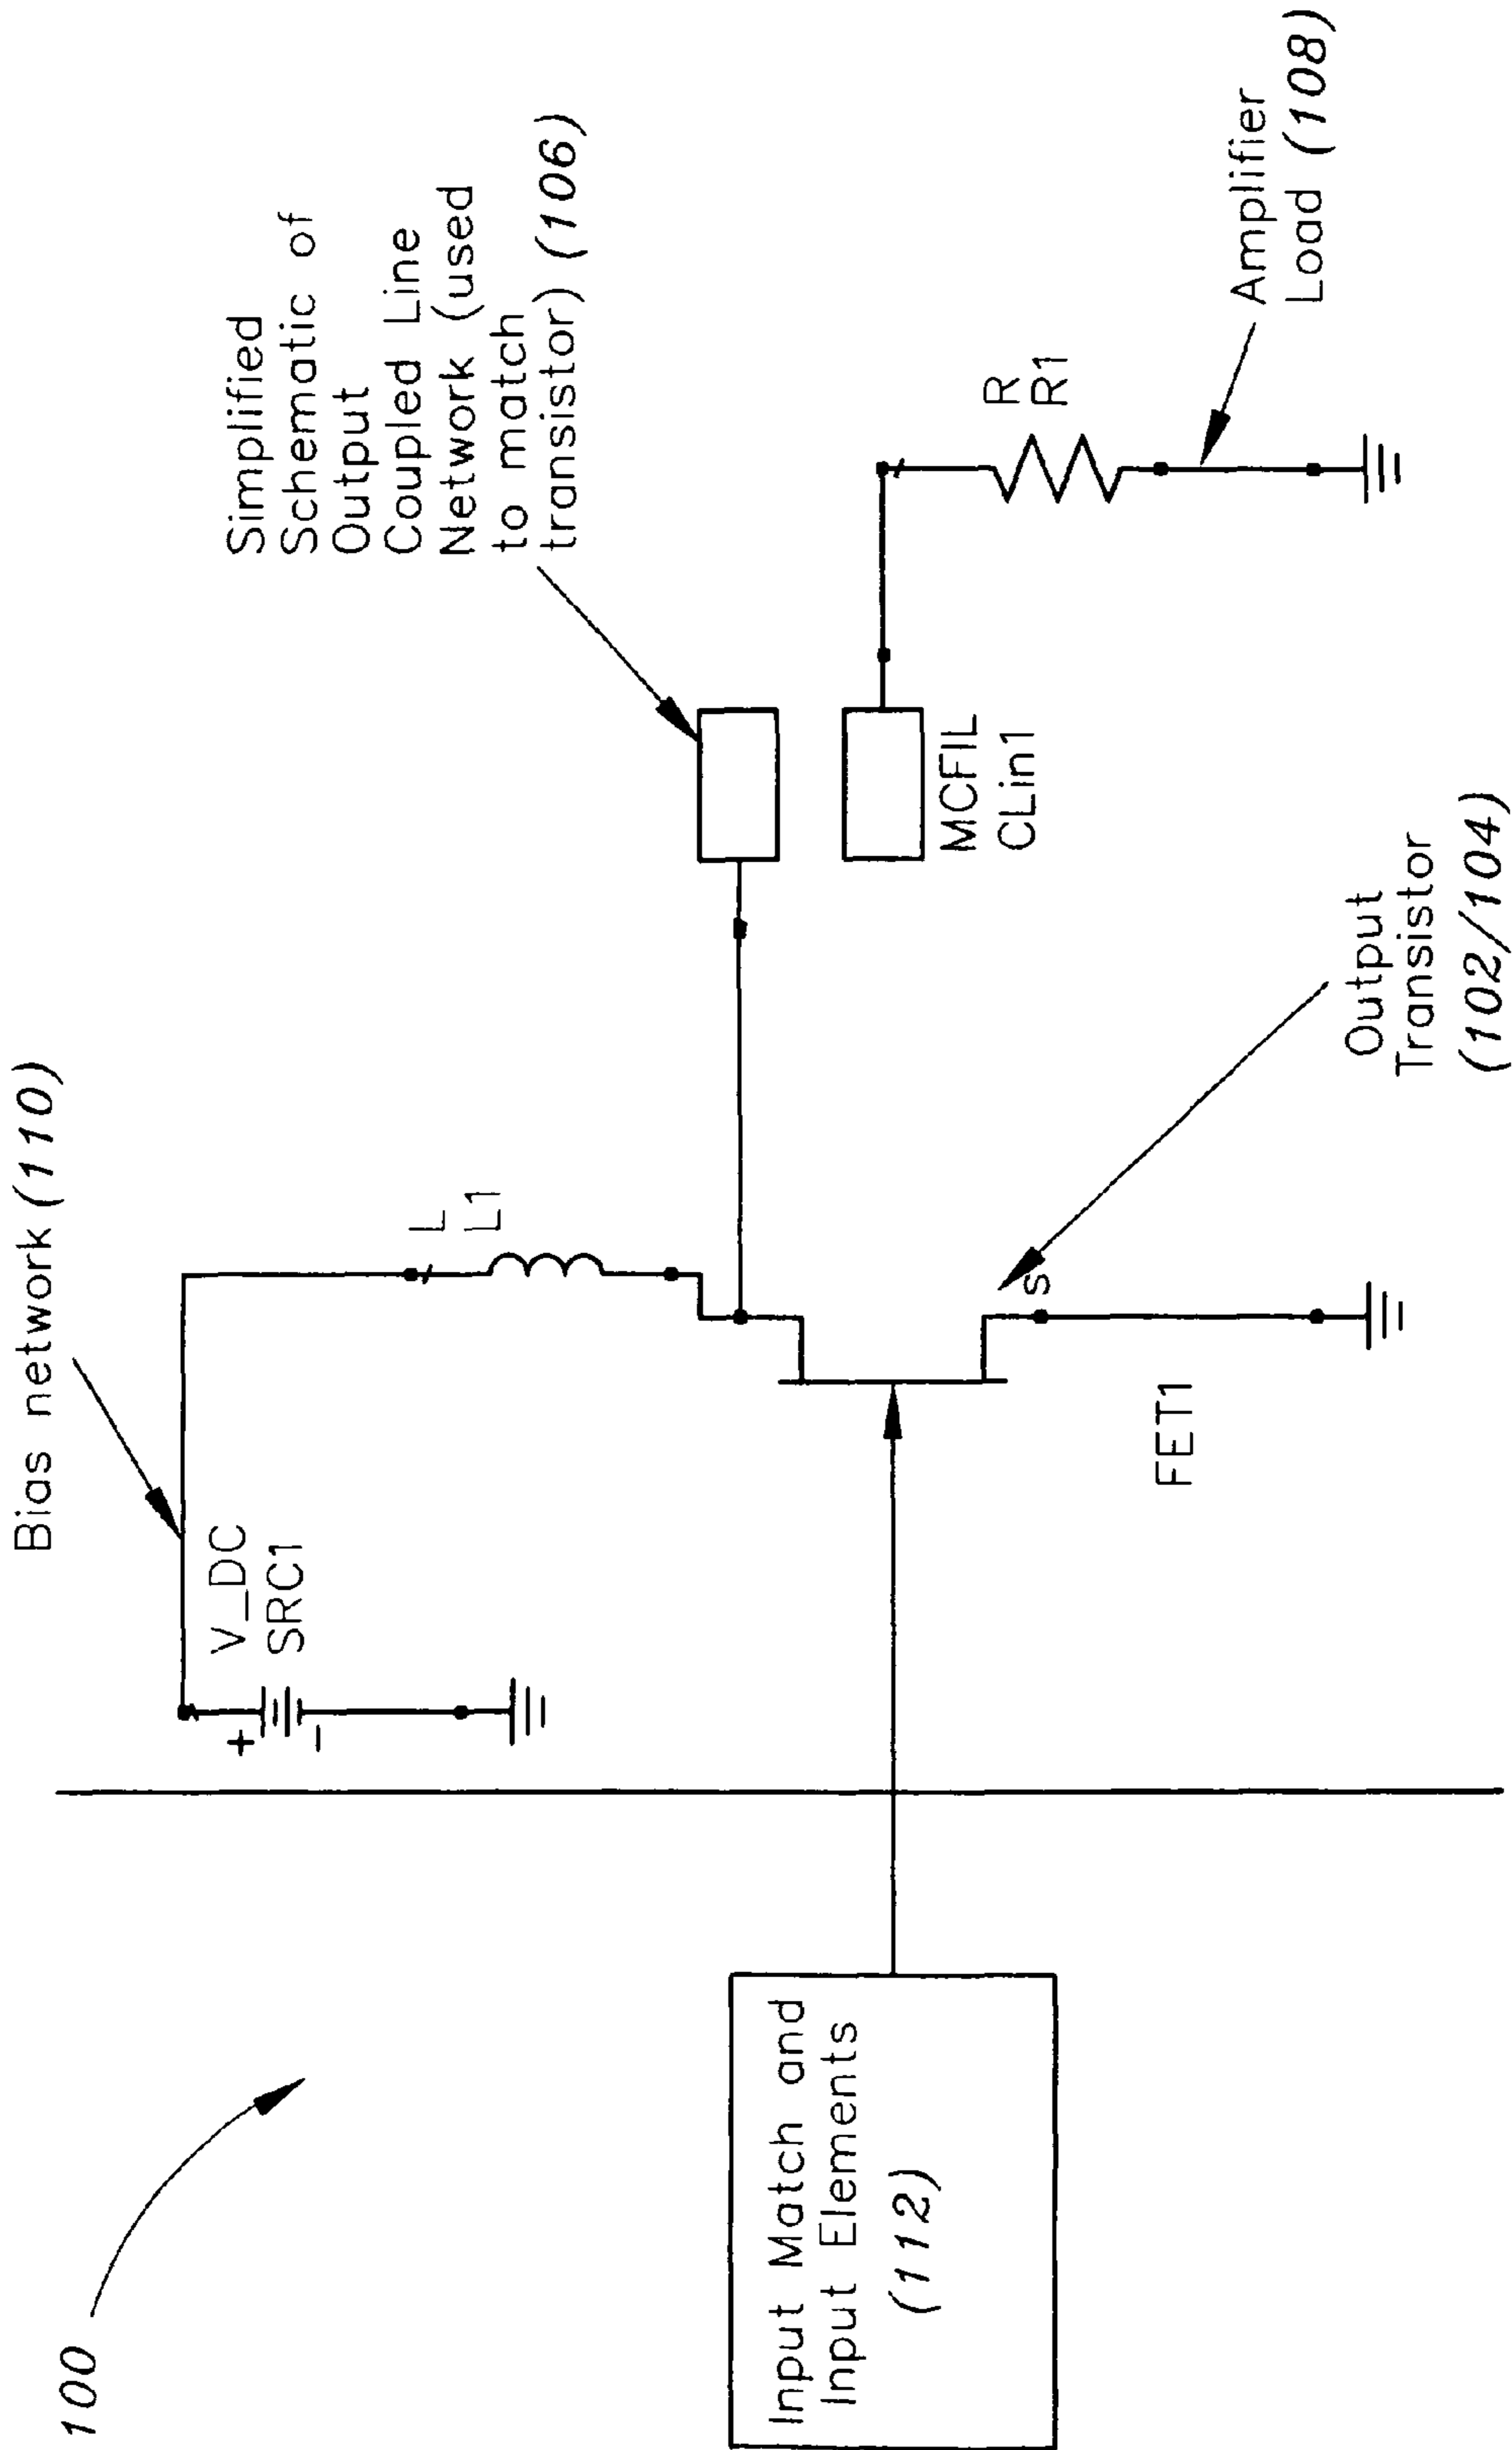 100
Bias network (110)
V_DC
SRC1
+
-
L
L1
Simplified
Schematic of
Output
Coupled Line
Network (used
to match
transistor) (106)
Input Match and
Input Elements
(112)
FET1
s
Output
Transistor
(102/104)
MCFIL
CLin1
R
R1
Amplifier
Load (108)